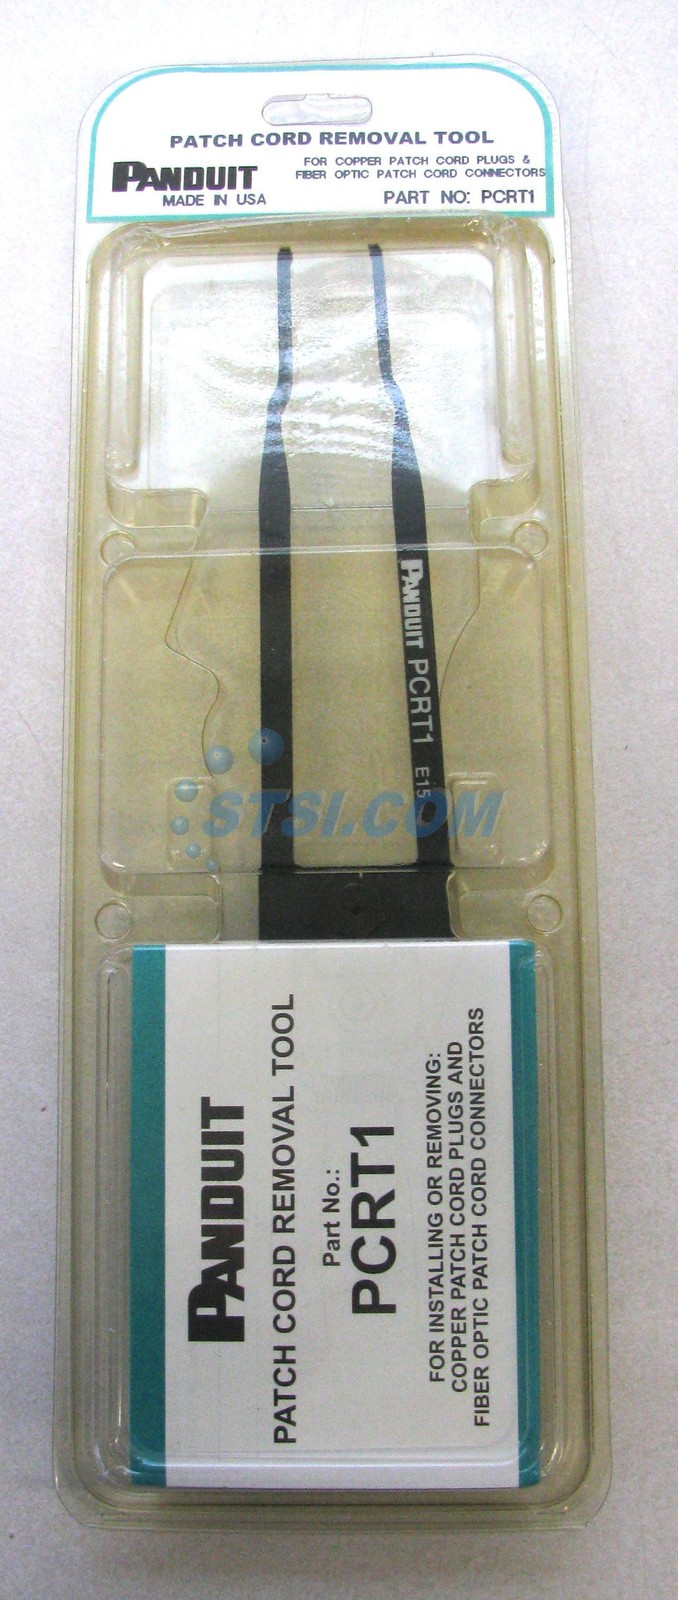 PATCH CORD REMOVAL TOOL
PANDUIT
MADE IN USA
FOR COPPER PATCH CORD PLUGS &
FIBER OPTIC PATCH CORD CONNECTORS
PART NO: PCRT1
PANDUIT PCRT1 E15
STSI.COM
PANDUIT
PATCH CORD REMOVAL TOOL
Part No.:
PCRT1
FOR INSTALLING OR REMOVING:
COPPER PATCH CORD PLUGS AND
FIBER OPTIC PATCH CORD CONNECTORS